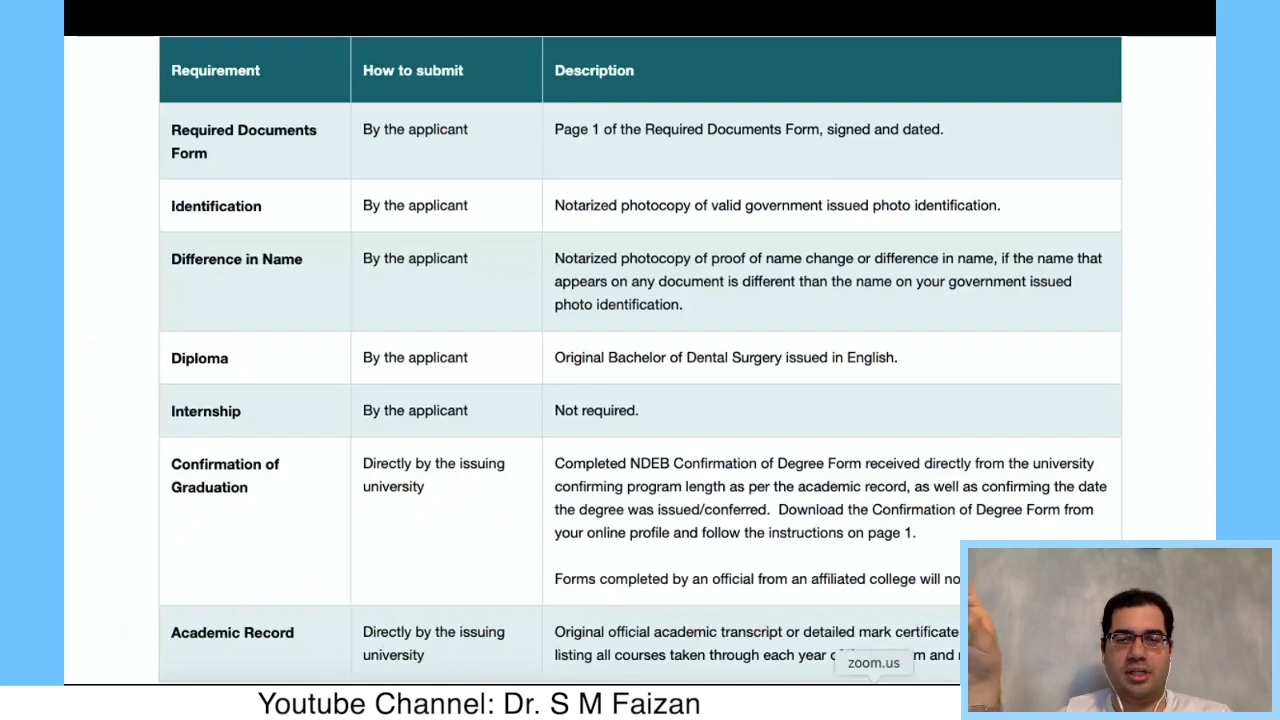 Requirement How to submit Description
Required Documents By the applicant Page 1 of the Required Documents Form, signed and dated.
Form
Identification By the applicant Notarized photocopy of valid government issued photo identification.
Difference in Name By the applicant Notarized photocopy of proof of name change or difference in name, if the name that
appears on any document is different than the name on your government issued
photo identification.
Diploma By the applicant Original Bachelor of Dental Surgery issued in English.
Internship By the applicant Not required.
Confirmation of Directly by the issuing Completed NDEB Confirmation of Degree Form received directly from the university
Graduation university confirming program length as per the academic record, as well as confirming the date
the degree was issued/conferred. Download the Confirmation of Degree Form from
your online profile and follow the instructions on page 1.
Forms completed by an official from an affiliated college will
Academic Record Directly by the issuing Original official academic transcript or detailed mark certificate
university listing all courses taken through each year and
zoom.us
Youtube Channel: Dr. S M Faizan